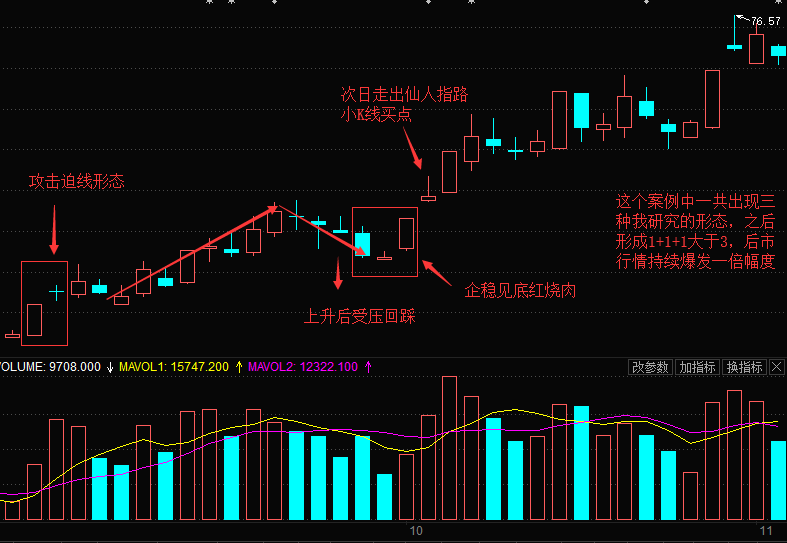 76.57
次日走出仙人指路
小K线买点
攻击迫线形态
这个案例中一共出现三
种我研究的形态，之后
形成1+1+1大于3，后市
行情持续爆发一倍幅度
企稳见底红烧肉
上升后受压回踩
VOLUME: 9708.000 ↓ MAVOL1: 15747.200 ↑ MAVOL2: 12322.100 ↑
改参数 加指标 换指标
10 11